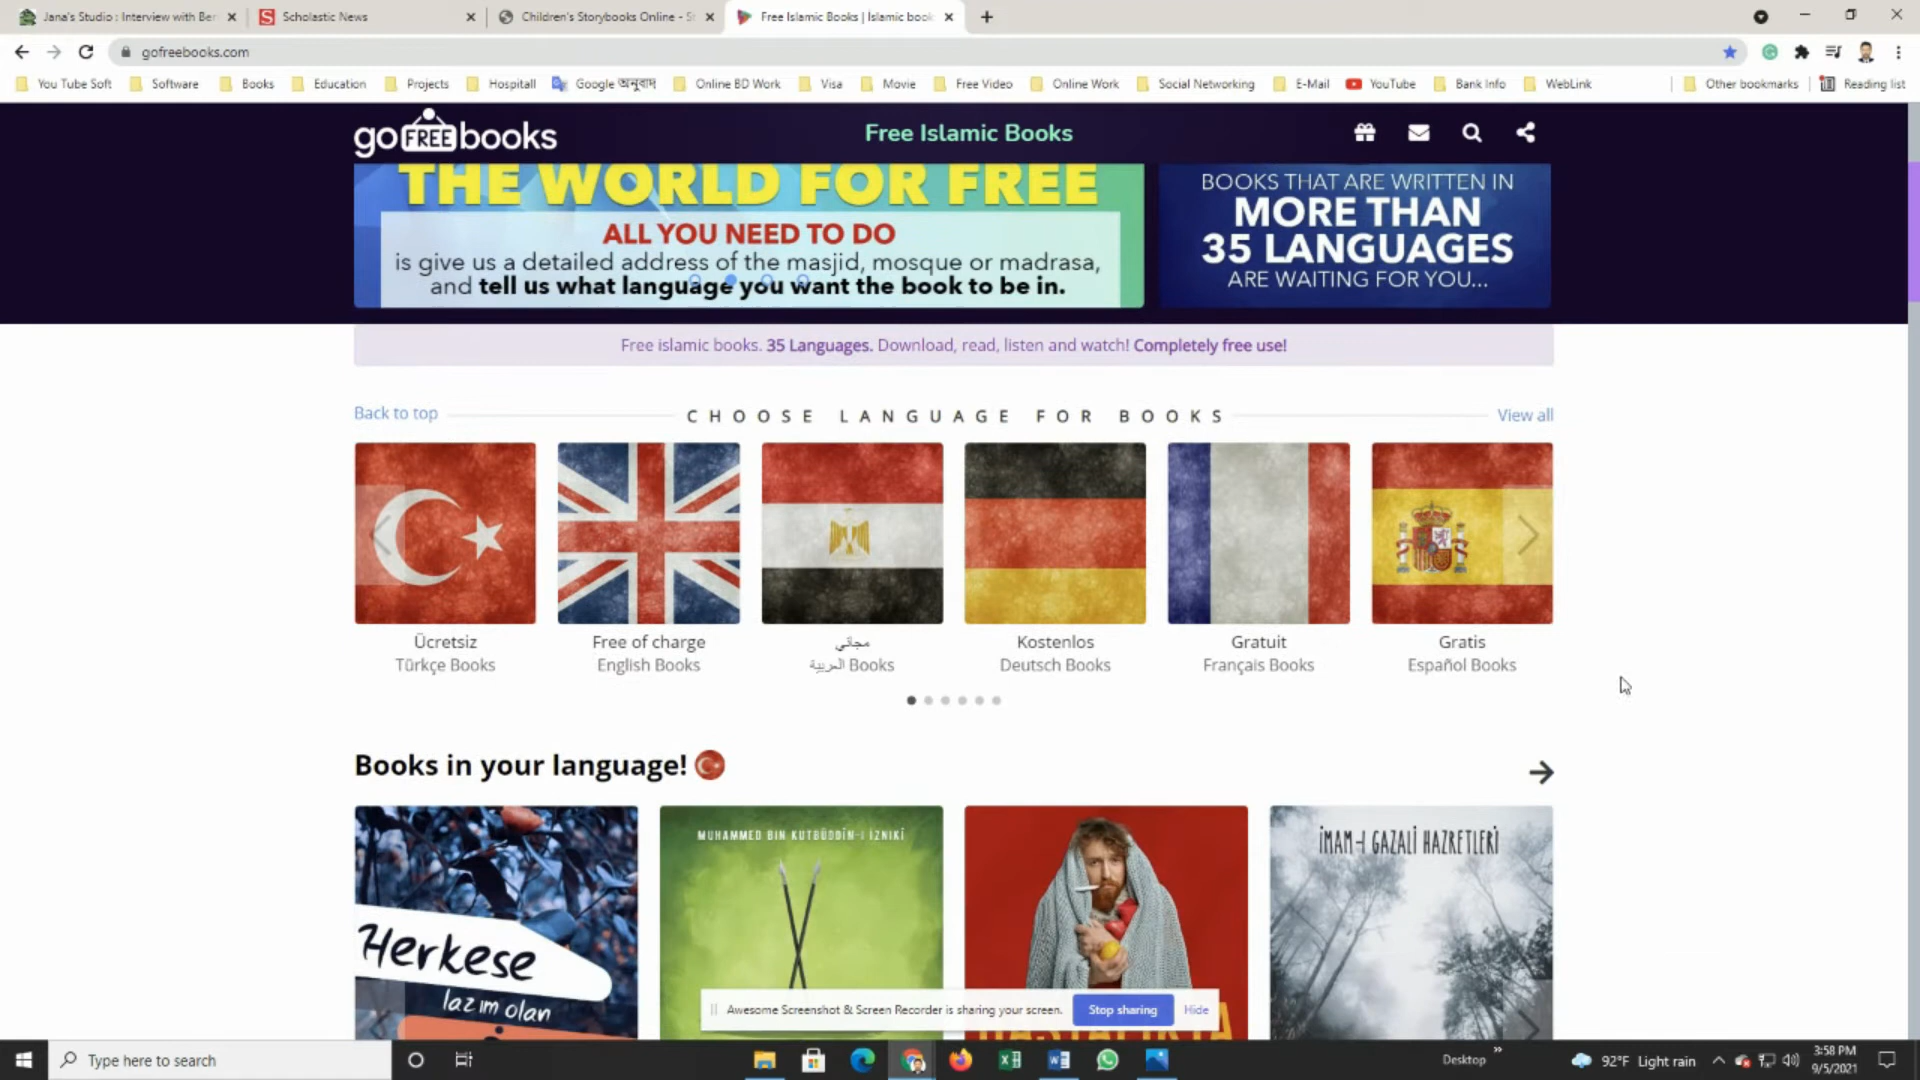 Jana's Studio : Interview with Ber
Scholastic News
Children's Storybooks Online - S
Free Islamic Books | İslamic book
gofreebooks.com
You Tube Soft
Software
Books
Education
Projects
Hospitall
Google অনুবাদ
Online BD Work
Visa
Movie
Free Video
Online Work
Social Networking
E-Mail
YouTube
Bank Info
WebLink
Other bookmarks
Reading list
go FREE books
Free Islamic Books
THE WORLD FOR FREE
ALL YOU NEED TO DO
is give us a detailed address of the masjid, mosque or madrasa,
and tell us what language you want the book to be in.
BOOKS THAT ARE WRITTEN IN
MORE THAN
35 LANGUAGES
ARE WAITING FOR YOU...
Free islamic books. 35 Languages. Download, read, listen and watch! Completely free use!
Back to top
CHOOSE LANGUAGE FOR BOOKS
View all
Ücretsiz
Türkçe Books
Free of charge
English Books
مجاني
العربية Books
Kostenlos
Deutsch Books
Gratuit
Français Books
Gratis
Español Books
Books in your language!
Herkese
lazım olan
MUHAMMED BİN KUTBÜDDİN-İ İZNİKİ
İMAM-I GAZALİ HAZRETLERİ
Awesome Screenshot & Screen Recorder is sharing your screen.
Stop sharing
Hide
Type here to search
Desktop
92°F Light rain
3:58 PM
9/5/2021